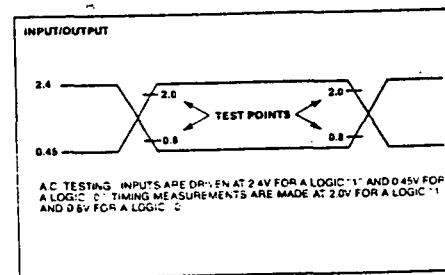 INPUT/OUTPUT
2.4
2.0
TEST POINTS
2.0
0.8
0.8
0.45
A.C. TESTING: INPUTS ARE DRIVEN AT 2.4V FOR A LOGIC "1" AND 0.45V FOR
A LOGIC "0." TIMING MEASUREMENTS ARE MADE AT 2.0V FOR A LOGIC "1"
AND 0.8V FOR A LOGIC "0."